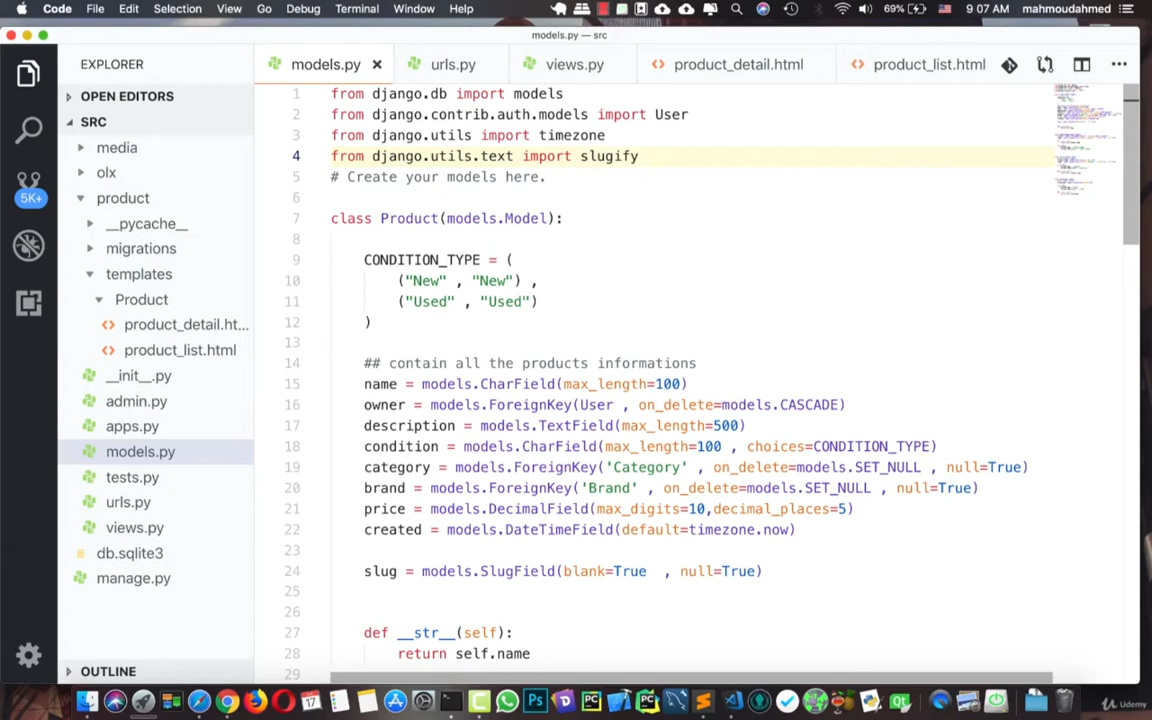 Code File Edit Selection View Go Debug Terminal Window Help 69% 9:07 AM mahmoudahmed
models.py — src
EXPLORER
models.py
urls.py
views.py
product_detail.html
product_list.html
OPEN EDITORS
SRC
media
olx
product
__pycache__
migrations
templates
Product
product_detail.ht...
product_list.html
__init__.py
admin.py
apps.py
models.py
tests.py
urls.py
views.py
db.sqlite3
manage.py
OUTLINE
5K+
1 from django.db import models
2 from django.contrib.auth.models import User
3 from django.utils import timezone
4 from django.utils.text import slugify
5 # Create your models here.
6
7 class Product(models.Model):
8
9 CONDITION_TYPE = (
10 ("New" , "New") ,
11 ("Used" , "Used")
12 )
13
14 ## contain all the products informations
15 name = models.CharField(max_length=100)
16 owner = models.ForeignKey(User , on_delete=models.CASCADE)
17 description = models.TextField(max_length=500)
18 condition = models.CharField(max_length=100 , choices=CONDITION_TYPE)
19 category = models.ForeignKey('Category' , on_delete=models.SET_NULL , null=True)
20 brand = models.ForeignKey('Brand' , on_delete=models.SET_NULL , null=True)
21 price = models.DecimalField(max_digits=10,decimal_places=5)
22 created = models.DateTimeField(default=timezone.now)
23
24 slug = models.SlugField(blank=True , null=True)
25
26
27 def __str__(self):
28 return self.name
29
17
Ps
PC
PC
Qt
Udemy